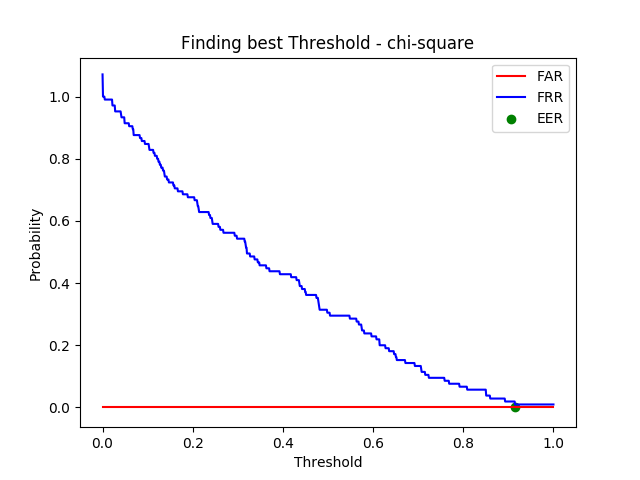 Finding best Threshold - chi-square
FAR
FRR
EER
Probability
1.0
0.8
0.6
0.4
0.2
0.0
0.0 0.2 0.4 0.6 0.8 1.0
Threshold